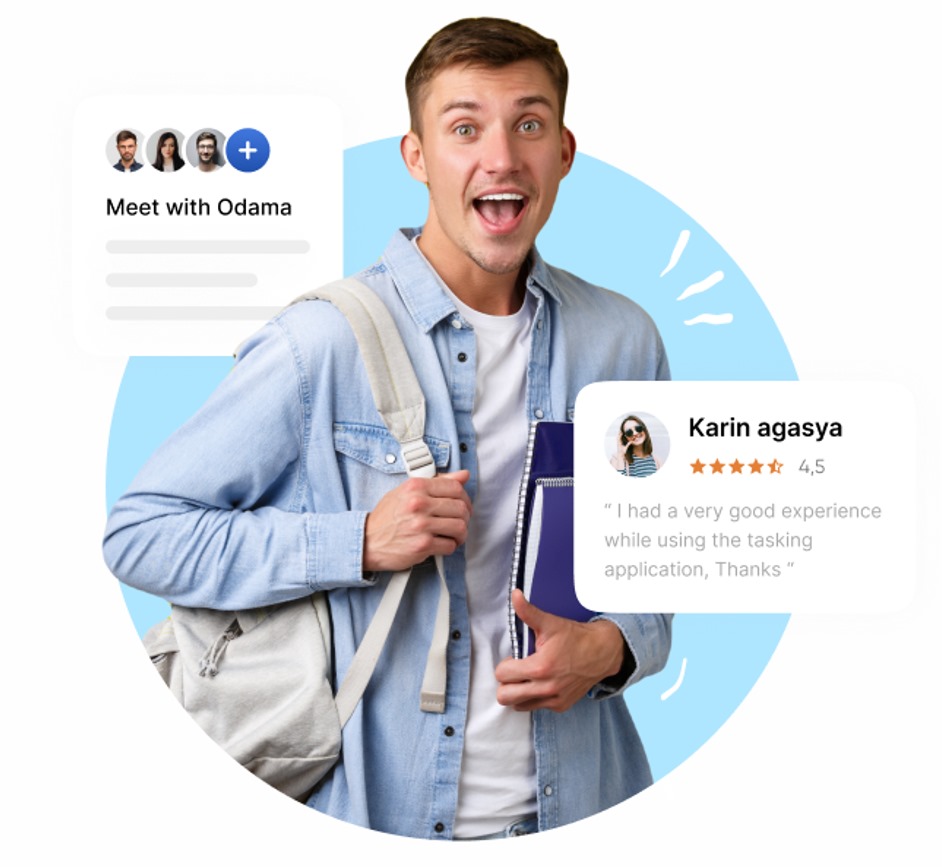 Meet with Odama
Karin agasya
4,5
“ I had a very good experience
while using the tasking
application, Thanks “